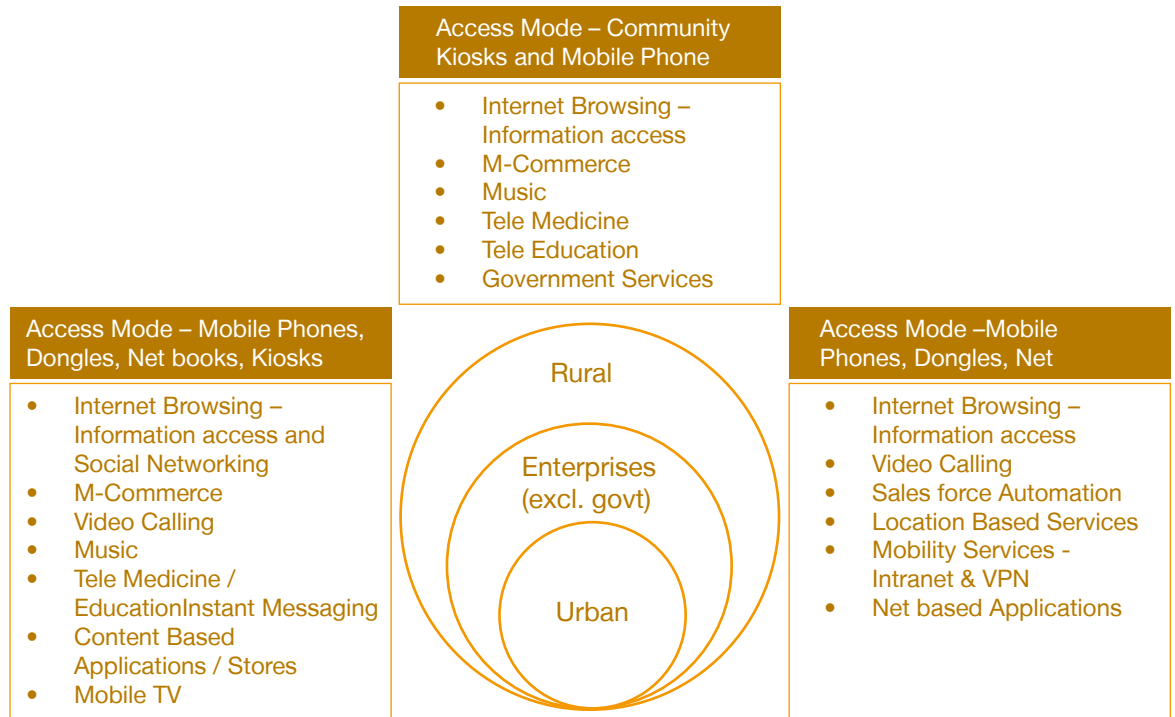 Access Mode – Community
Kiosks and Mobile Phone
• Internet Browsing –
Information access
• M-Commerce
• Music
• Tele Medicine
• Tele Education
• Government Services
Access Mode – Mobile Phones,
Dongles, Net books, Kiosks
• Internet Browsing –
Information access and
Social Networking
• M-Commerce
• Video Calling
• Music
• Tele Medicine /
EducationInstant Messaging
• Content Based
Applications / Stores
• Mobile TV
Rural
Enterprises
(excl. govt)
Urban
Access Mode –Mobile
Phones, Dongles, Net
• Internet Browsing –
Information access
• Video Calling
• Sales force Automation
• Location Based Services
• Mobility Services -
Intranet & VPN
• Net based Applications